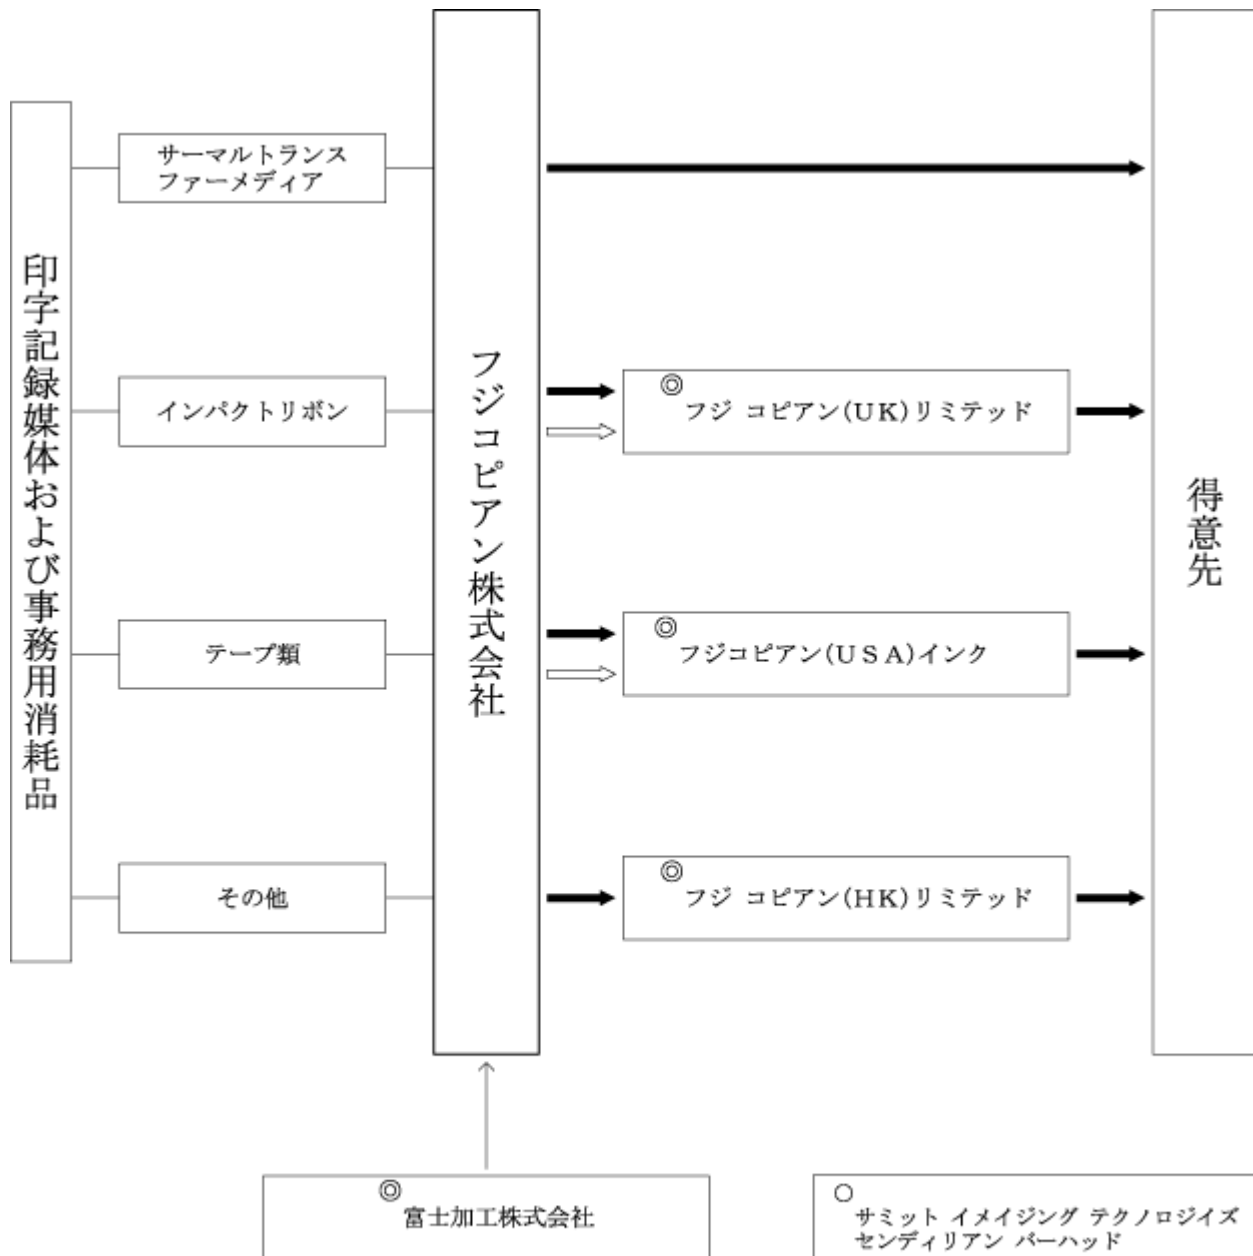 印字記録媒体および事務用消耗品
サーマルトランス
ファーメディア
インパクトリボン
テープ類
その他
フジコピアン株式会社
◎
フジ コピアン(UK)リミテッド
◎
フジコピアン(USA)インク
◎
フジ コピアン(HK)リミテッド
得意先
◎
富士加工株式会社
○
サミット イメイジング テクノロジイズ
センディリアン バーハッド